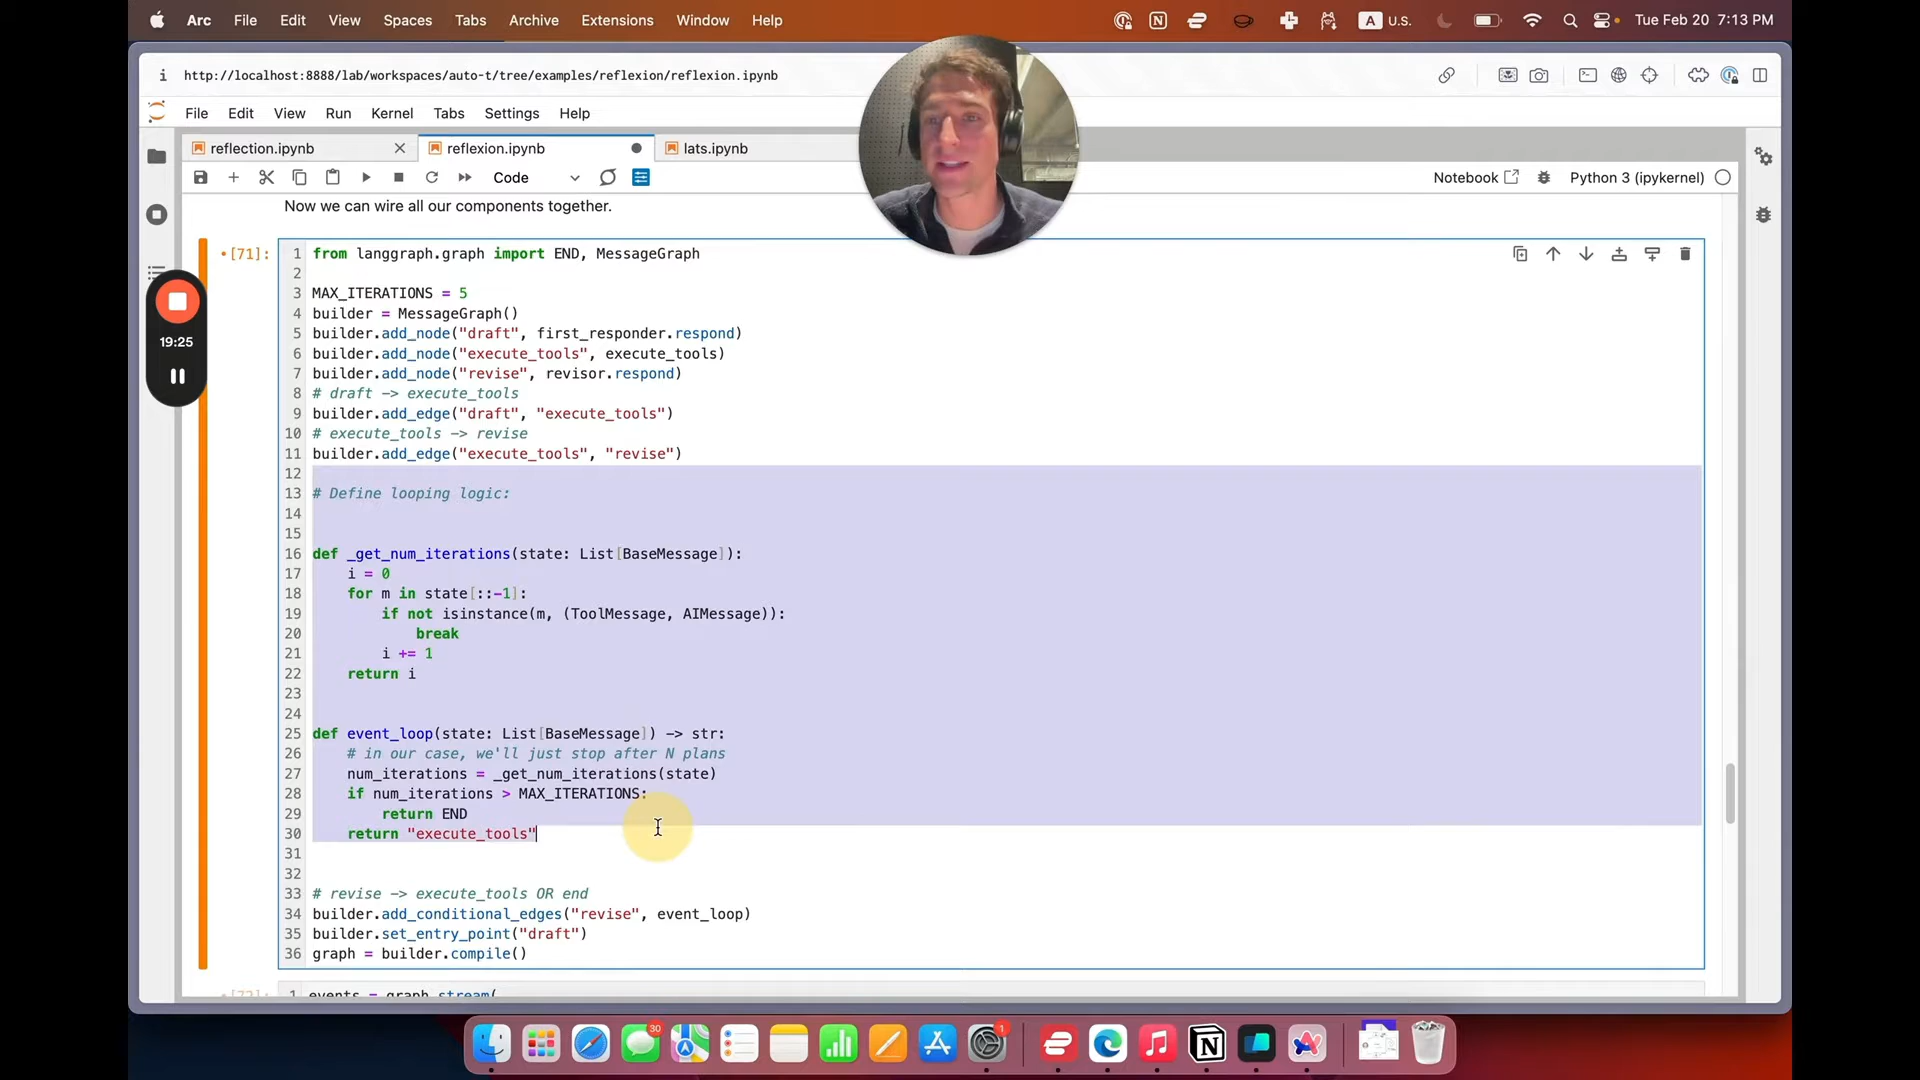 Arc File Edit View Spaces Tabs Archive Extensions Window Help A U.S. Tue Feb 20 7:13 PM
http://localhost:8888/lab/workspaces/auto-t/tree/examples/reflexion/reflexion.ipynb
File Edit View Run Kernel Tabs Settings Help
reflection.ipynb reflexion.ipynb lats.ipynb
Code Notebook Python 3 (ipykernel)
Now we can wire all our components together.
[71]:
1 from langgraph.graph import END, MessageGraph
2
3 MAX_ITERATIONS = 5
4 builder = MessageGraph()
5 builder.add_node("draft", first_responder.respond)
6 builder.add_node("execute_tools", execute_tools)
7 builder.add_node("revise", revisor.respond)
8 # draft -> execute_tools
9 builder.add_edge("draft", "execute_tools")
10 # execute_tools -> revise
11 builder.add_edge("execute_tools", "revise")
12
13 # Define looping logic:
14
15
16 def _get_num_iterations(state: List[BaseMessage]):
17     i = 0
18     for m in state[::-1]:
19         if not isinstance(m, (ToolMessage, AIMessage)):
20             break
21         i += 1
22     return i
23
24
25 def event_loop(state: List[BaseMessage]) -> str:
26     # in our case, we'll just stop after N plans
27     num_iterations = _get_num_iterations(state)
28     if num_iterations > MAX_ITERATIONS:
29         return END
30     return "execute_tools"
31
32
33 # revise -> execute_tools OR end
34 builder.add_conditional_edges("revise", event_loop)
35 builder.set_entry_point("draft")
36 graph = builder.compile()
[72]: 1 events = graph.stream(
19:25
30
1